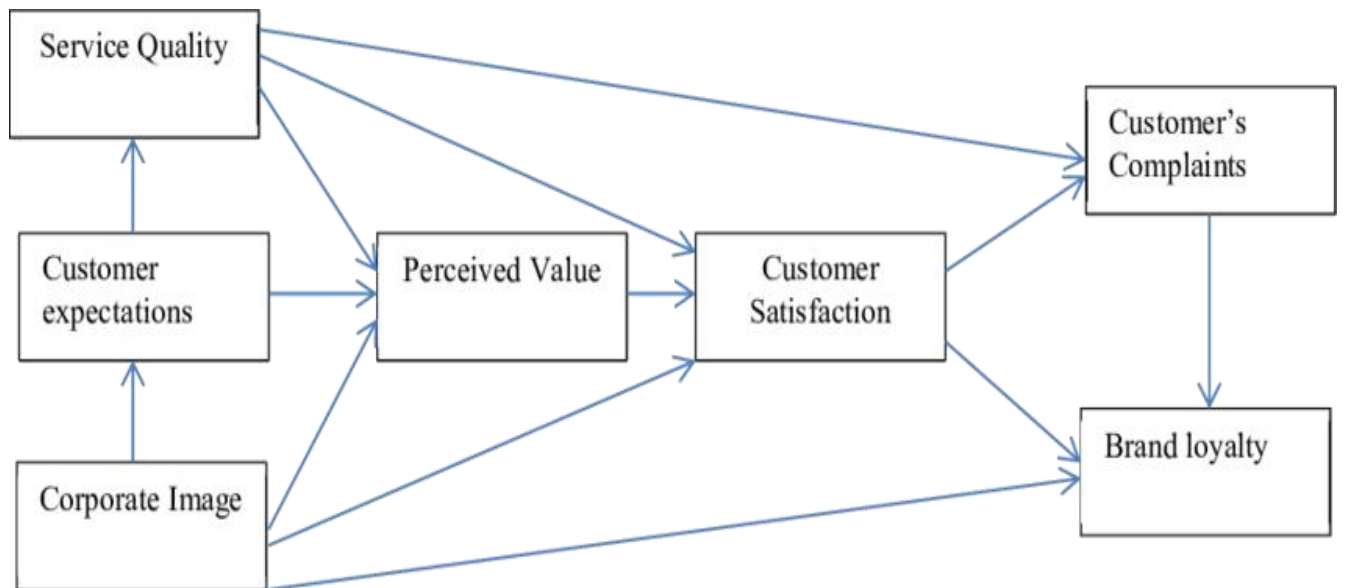 Service Quality
Customer's
Complaints
Customer
expectations
Perceived Value
Customer
Satisfaction
Brand loyalty
Corporate Image